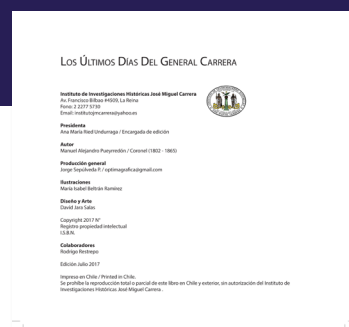 Los Últimos Días Del General Carrera
Instituto de Investigaciones Históricas José Miguel Carrera
Av. Francisco Bilbao #4509, La Reina
Fono: 2 2277 5730
Email: institutojmcarrera@yahoo.es
Presidenta
Ana María Ried Undurraga / Encargada de edición
Autor
Manuel Alejandro Pueyrredón / Coronel (1802 - 1865)
Producción general
Jorge Sepúlveda P. / optimagrafica@gmail.com
Ilustraciones
María Isabel Beltrán Ramírez
Diseño y Arte
David Jara Salas
Copyright 2017 N°
Registro propiedad intelectual
I.S.B.N.
Colaboradores
Rodrigo Restrepo
Edición Julio 2017
Impreso en Chile / Printed in Chile.
Se prohíbe la reproducción total o parcial de este libro en Chile y exterior, sin autorización del Instituto de
Investigaciones Históricas José Miguel Carrera .